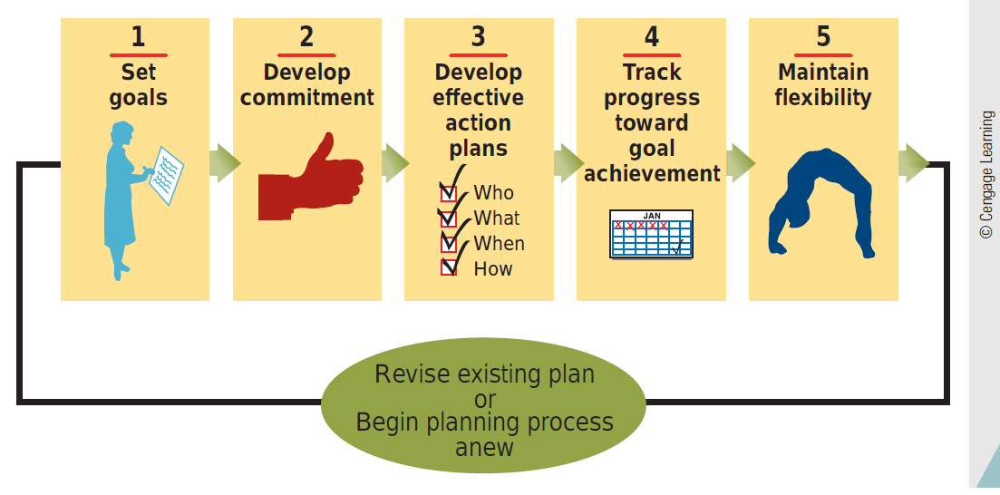 1
Set
goals
2
Develop
commitment
3
Develop
effective
action
plans
Who
What
When
How
4
Track
progress
toward
goal
achievement
JAN
X X X X X
5
Maintain
flexibility
Revise existing plan
or
Begin planning process
anew
© Cengage Learning